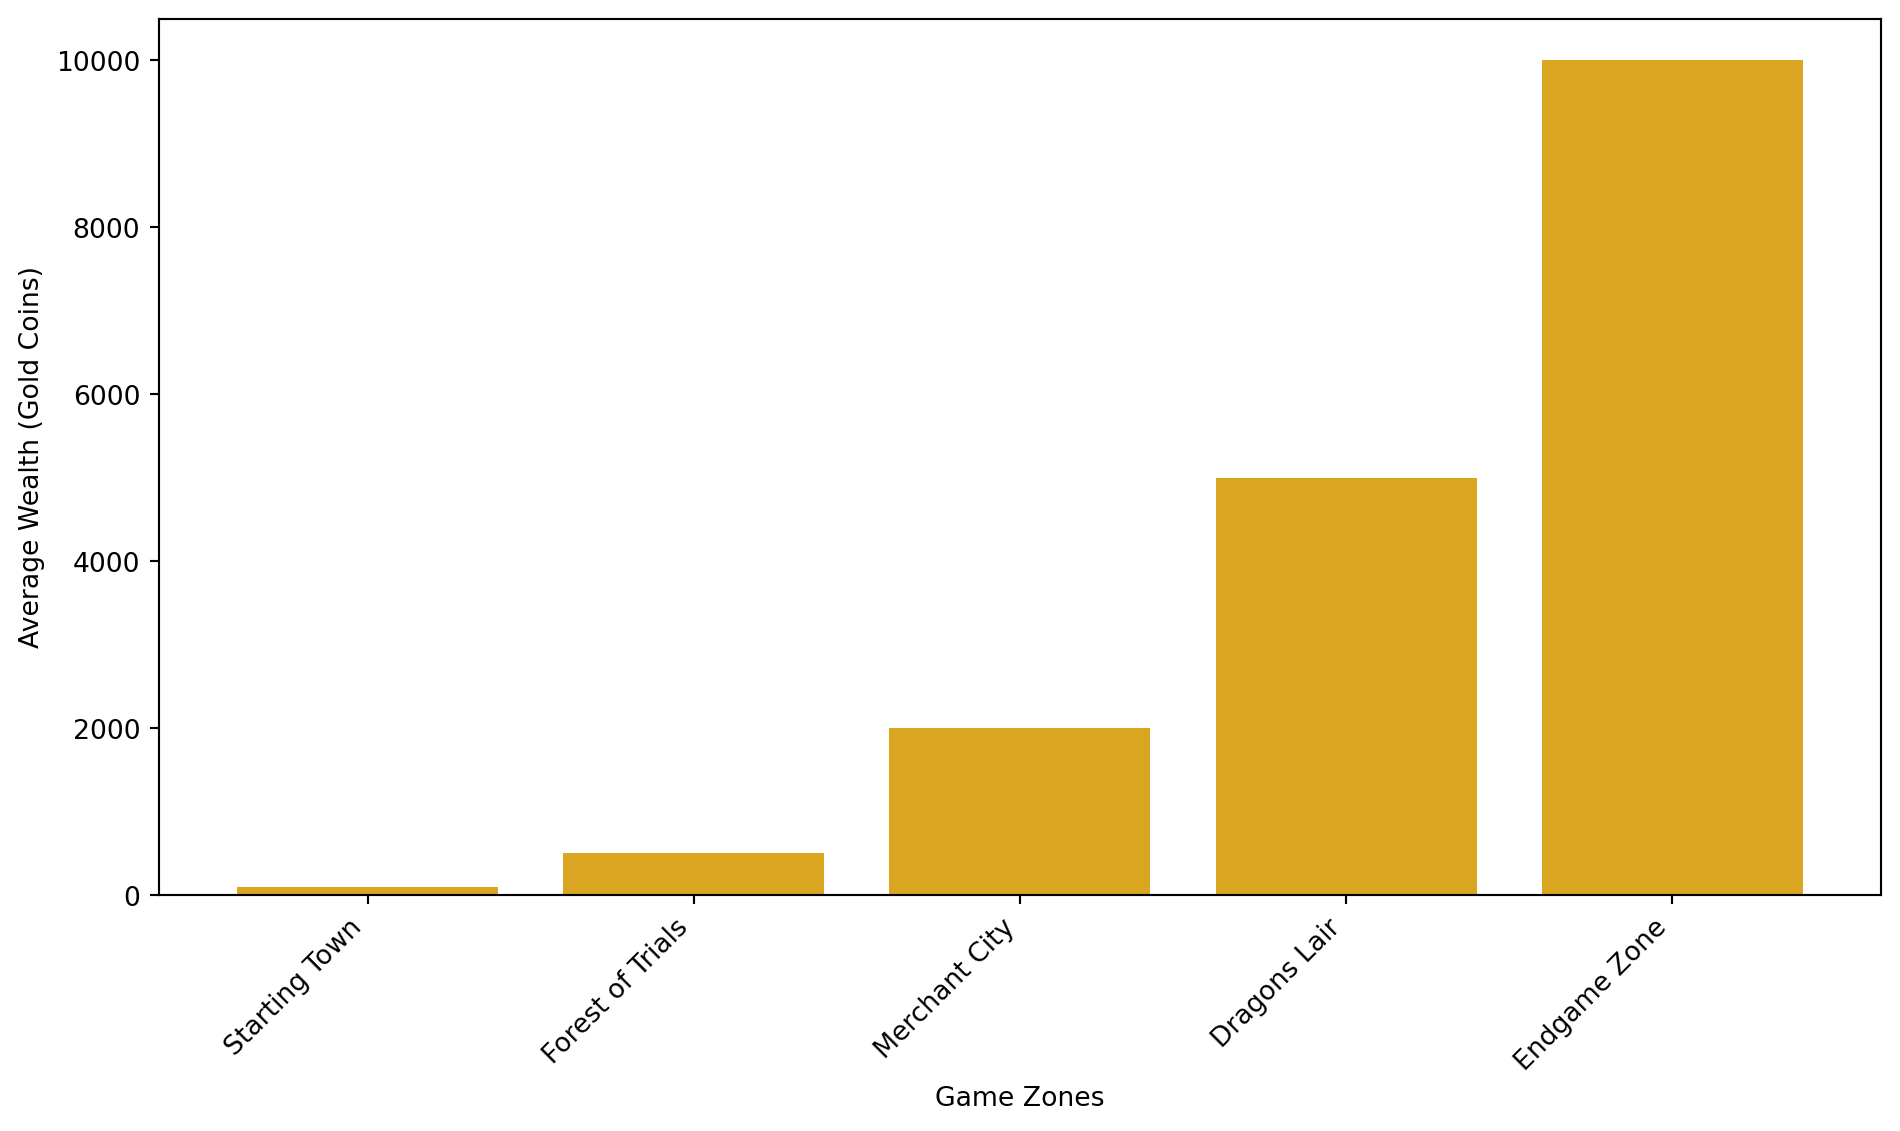 10000
8000
6000
4000
2000
0
Average Wealth (Gold Coins)
Starting Town
Forest of Trials
Merchant City
Dragons Lair
Endgame Zone
Game Zones